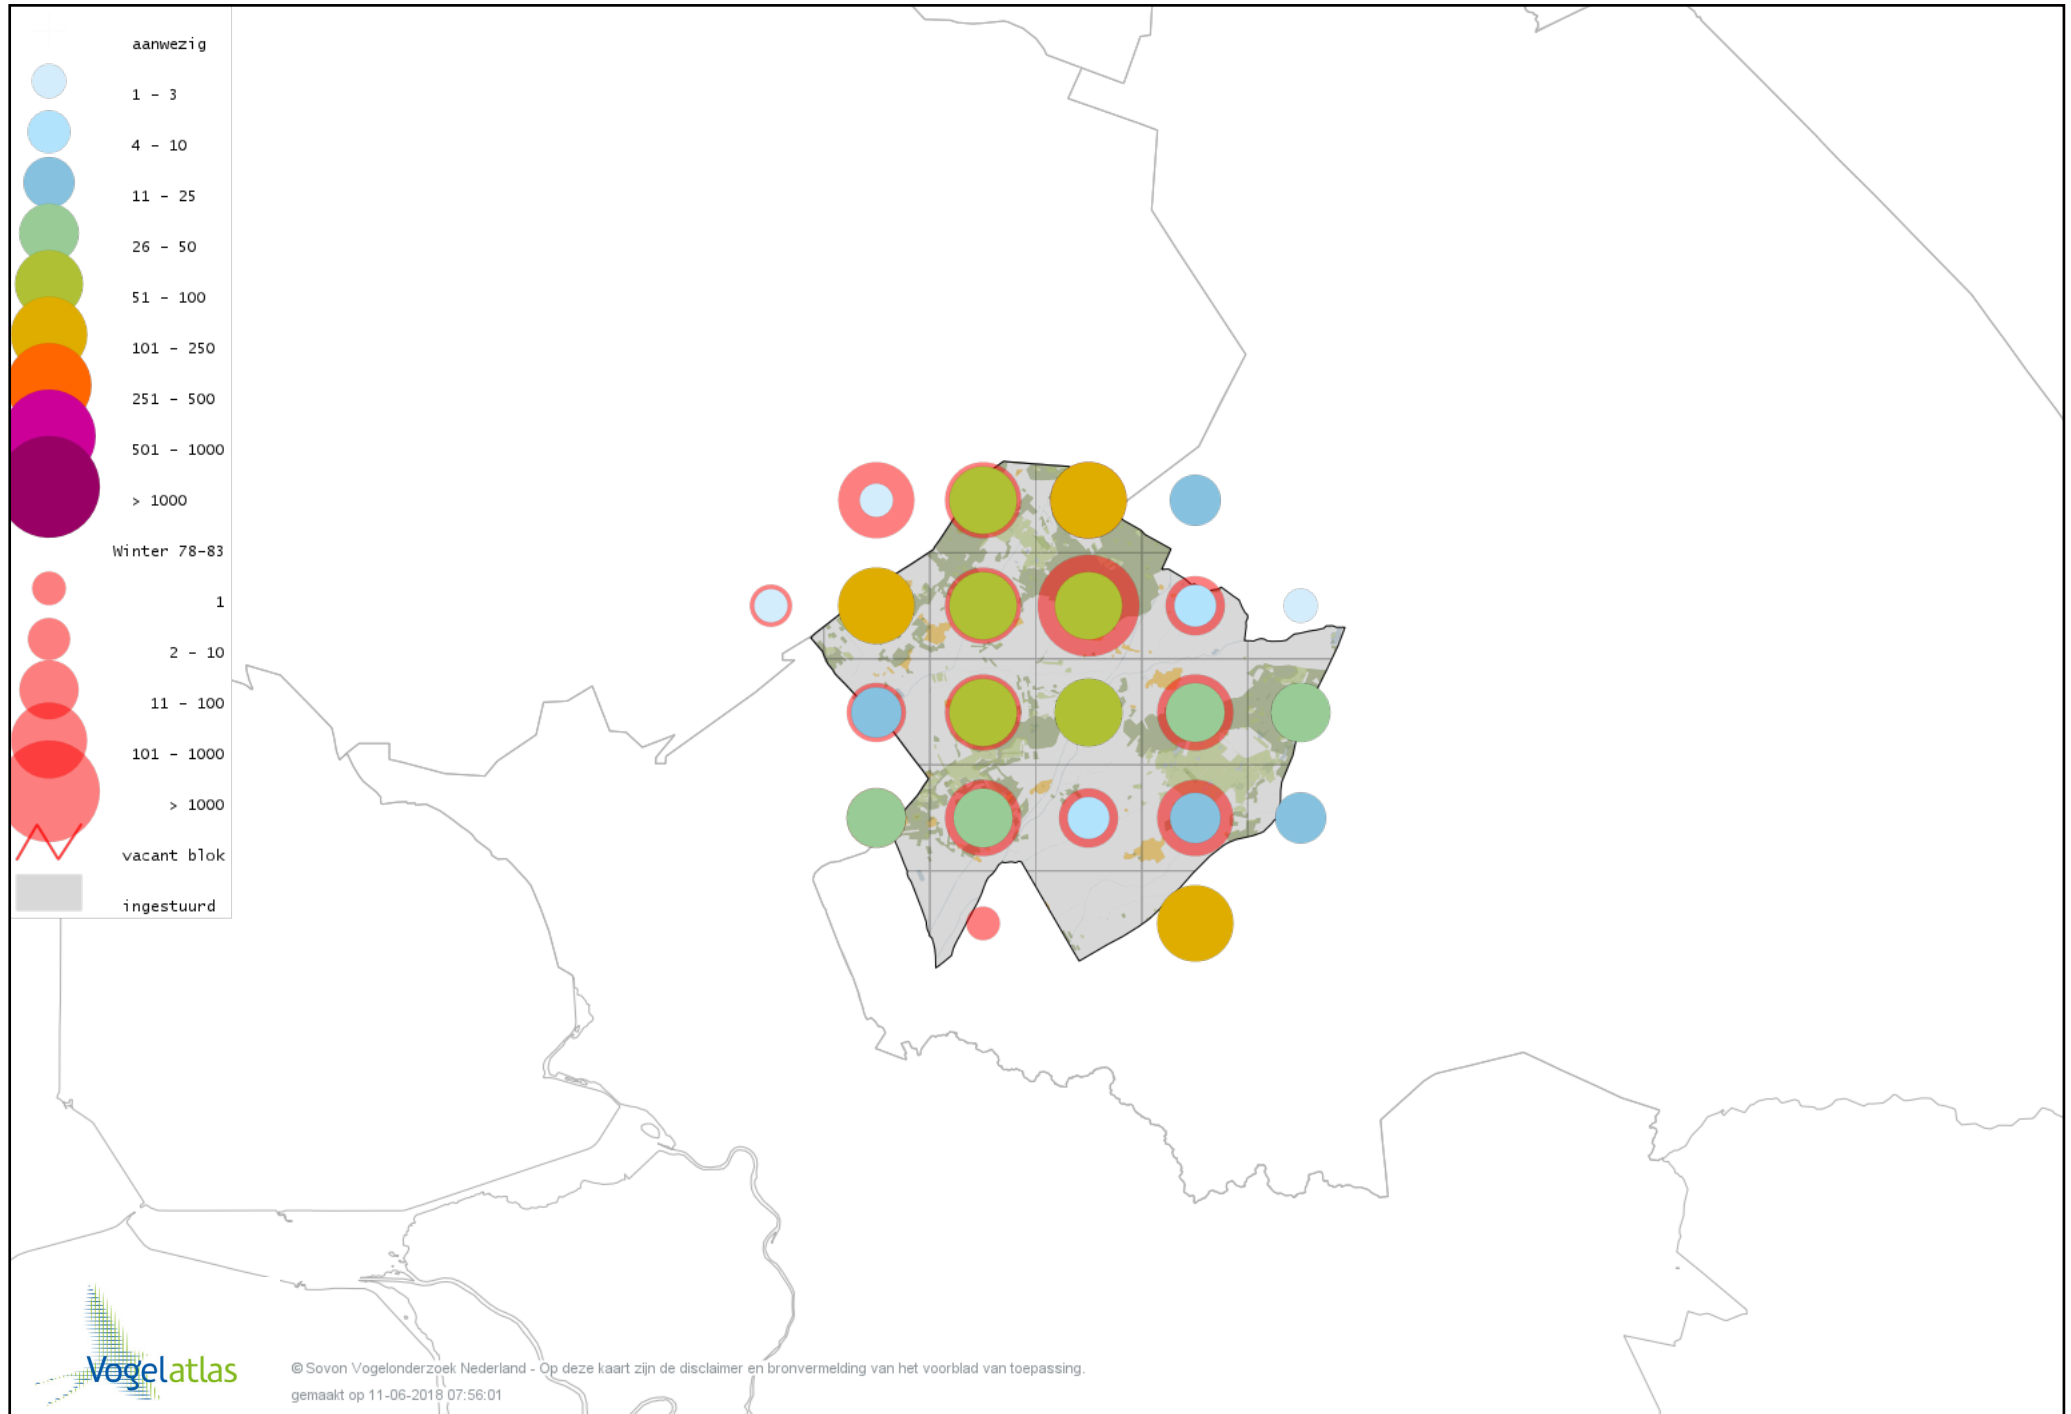 aanwezig
1 - 3
4 - 10
11 - 25
26 - 50
51 - 100
101 - 250
251 - 500
501 - 1000
> 1000
Winter 78-83
1
2 - 10
11 - 100
101 - 1000
> 1000
vacant blok
ingestuurd
Vogelatlas
© Sovon Vogelonderzoek Nederland - Op deze kaart zijn de disclaimer en bronvermelding van het voorblad van toepassing.
gemaakt op 11-06-2018 07:56:01